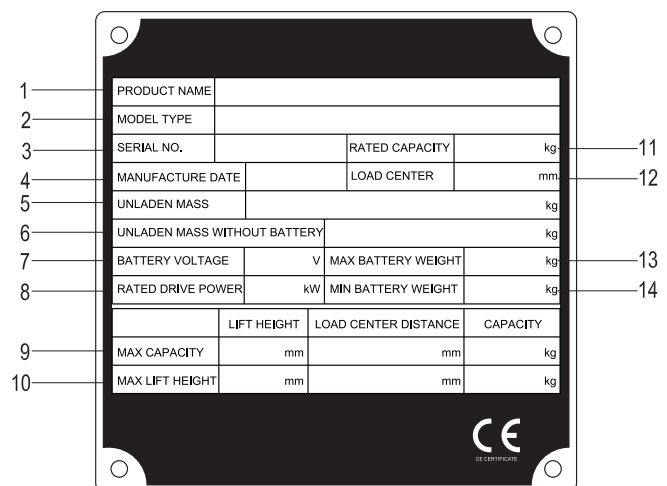 1 PRODUCT NAME
2 MODEL TYPE
3 SERIAL NO. RATED CAPACITY kg 11
4 MANUFACTURE DATE LOAD CENTER mm 12
5 UNLADEN MASS kg
6 UNLADEN MASS WITHOUT BATTERY kg
7 BATTERY VOLTAGE V MAX BATTERY WEIGHT kg 13
8 RATED DRIVE POWER kW MIN BATTERY WEIGHT kg 14
LIFT HEIGHT LOAD CENTER DISTANCE CAPACITY
9 MAX CAPACITY mm mm kg
10 MAX LIFT HEIGHT mm mm kg
CE
CE CERTIFICATE